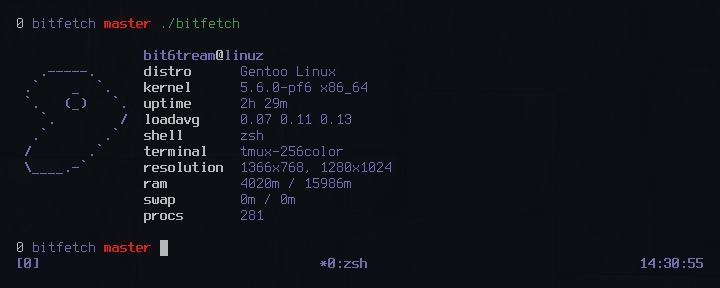 0 bitfetch master ./bitfetch
bit6tream@linuz
distro Gentoo Linux
kernel 5.6.0-pf6 x86_64
uptime 2h 29m
loadavg 0.07 0.11 0.13
shell zsh
terminal tmux-256color
resolution 1366x768, 1280x1024
ram 4020m / 15986m
swap 0m / 0m
procs 281
0 bitfetch master
[0] *0:zsh 14:30:55